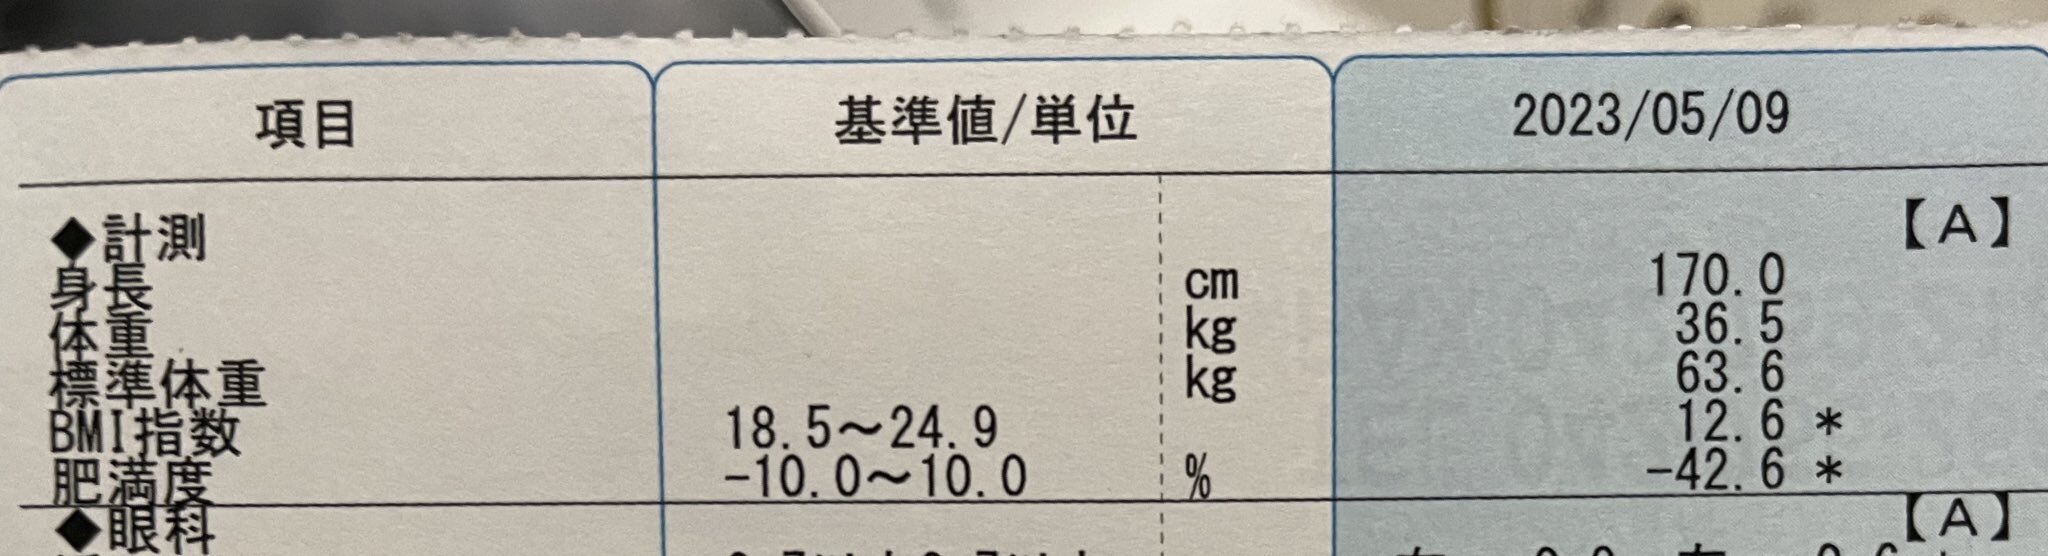 項目 基準値/単位 2023/05/09
◆計測 【A】
身長 cm 170.0
体重 kg 36.5
標準体重 kg 63.6
BMI指数 18.5～24.9 12.6 *
肥満度 -10.0～10.0 % -42.6 *
◆眼科 【A】